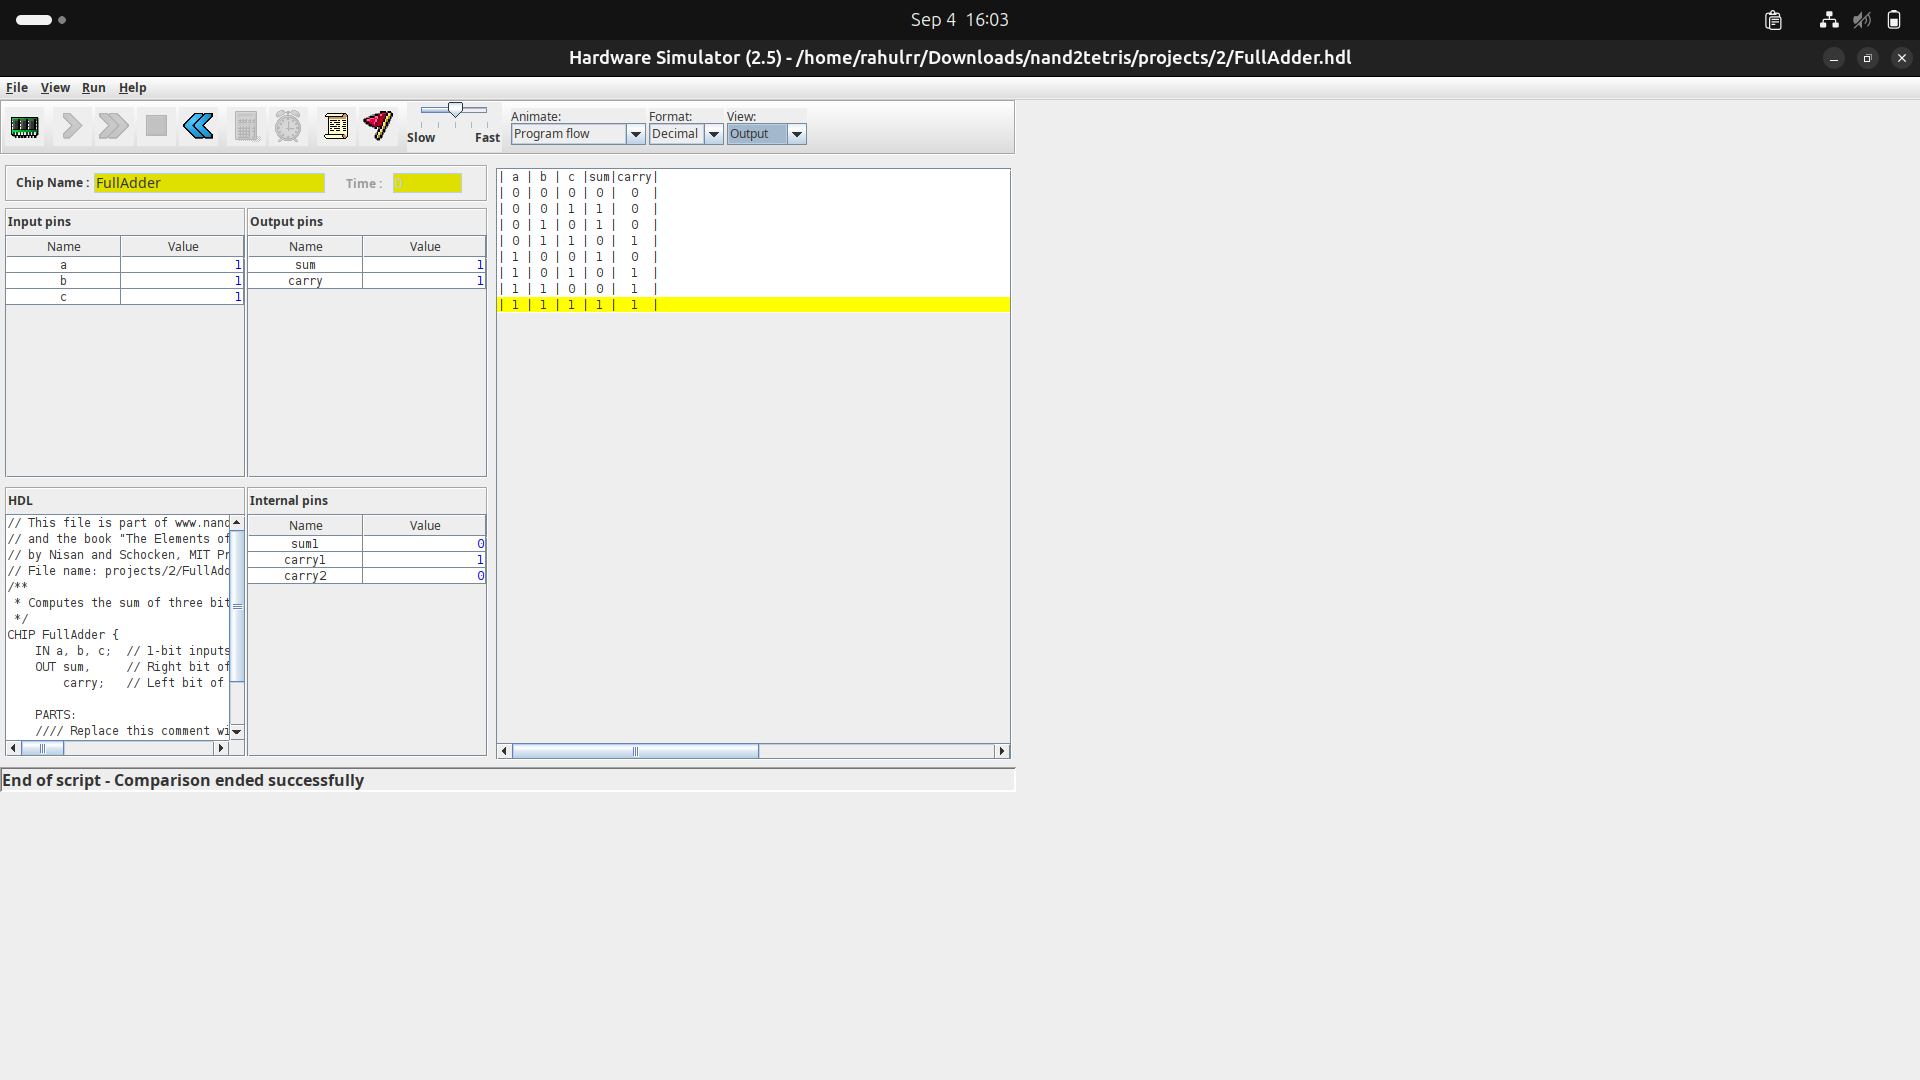 Sep 4 16:03
Hardware Simulator (2.5) - /home/rahulrr/Downloads/nand2tetris/projects/2/FullAdder.hdl
File View Run Help
Slow Fast
Animate: Format: View:
Program flow Decimal Output
Chip Name : FullAdder Time : 0
Input pins
Name Value
a 1
b 1
c 1
Output pins
Name Value
sum 1
carry 1
HDL
// This file is part of www.nand
// and the book "The Elements of
// by Nisan and Schocken, MIT Pr
// File name: projects/2/FullAdd
/**
* Computes the sum of three bit
*/
CHIP FullAdder {
IN a, b, c; // 1-bit inputs
OUT sum, // Right bit of
carry; // Left bit of
PARTS:
//// Replace this comment wi
Internal pins
Name Value
sum1 0
carry1 1
carry2 0
| a | b | c |sum|carry|
| 0 | 0 | 0 | 0 | 0 |
| 0 | 0 | 1 | 1 | 0 |
| 0 | 1 | 0 | 1 | 0 |
| 0 | 1 | 1 | 0 | 1 |
| 1 | 0 | 0 | 1 | 0 |
| 1 | 0 | 1 | 0 | 1 |
| 1 | 1 | 0 | 0 | 1 |
| 1 | 1 | 1 | 1 | 1 |
End of script - Comparison ended successfully